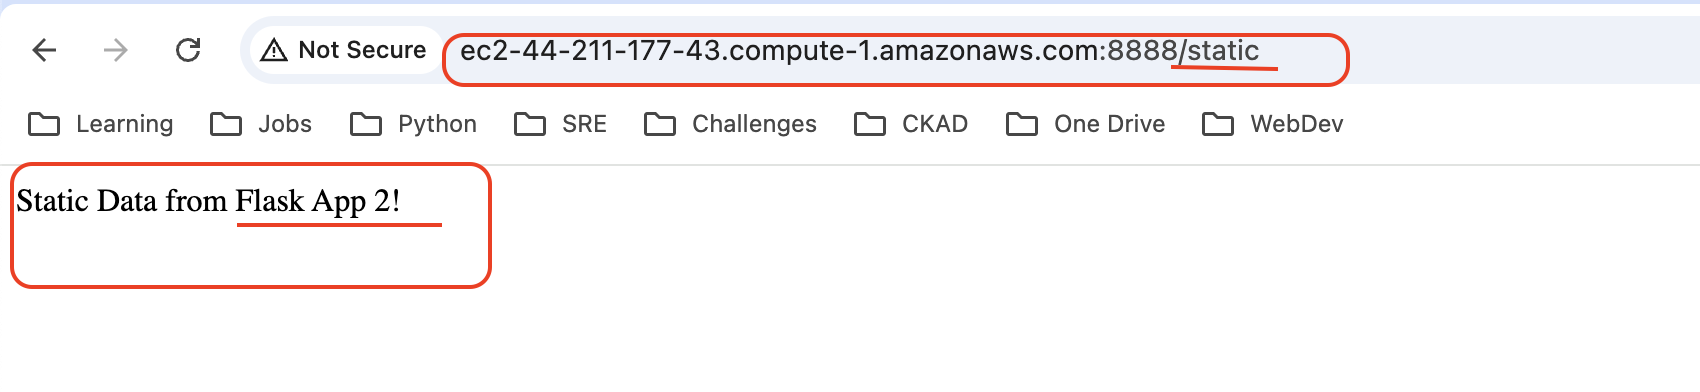 Not Secure ec2-44-211-177-43.compute-1.amazonaws.com:8888/static
Learning Jobs Python SRE Challenges CKAD One Drive WebDev
Static Data from Flask App 2!